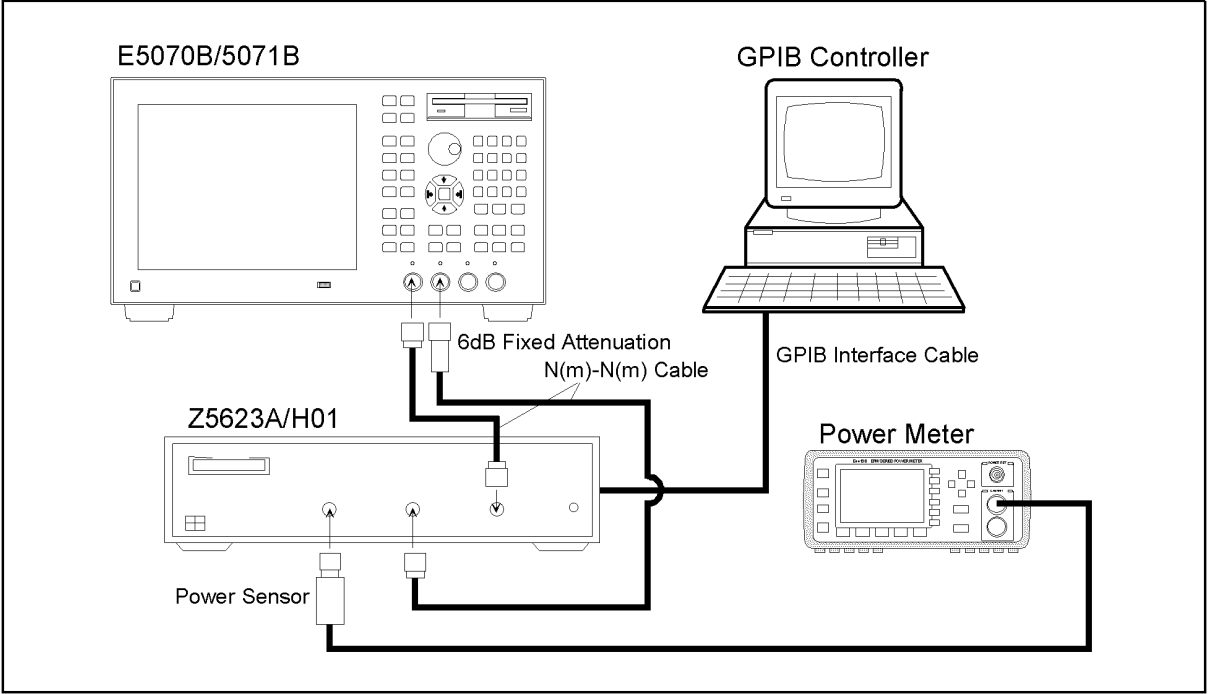 E5070B/5071B
GPIB Controller
6dB Fixed Attenuation
N(m)-N(m) Cable
GPIB Interface Cable
Z5623A/H01
Power Meter
Power Sensor